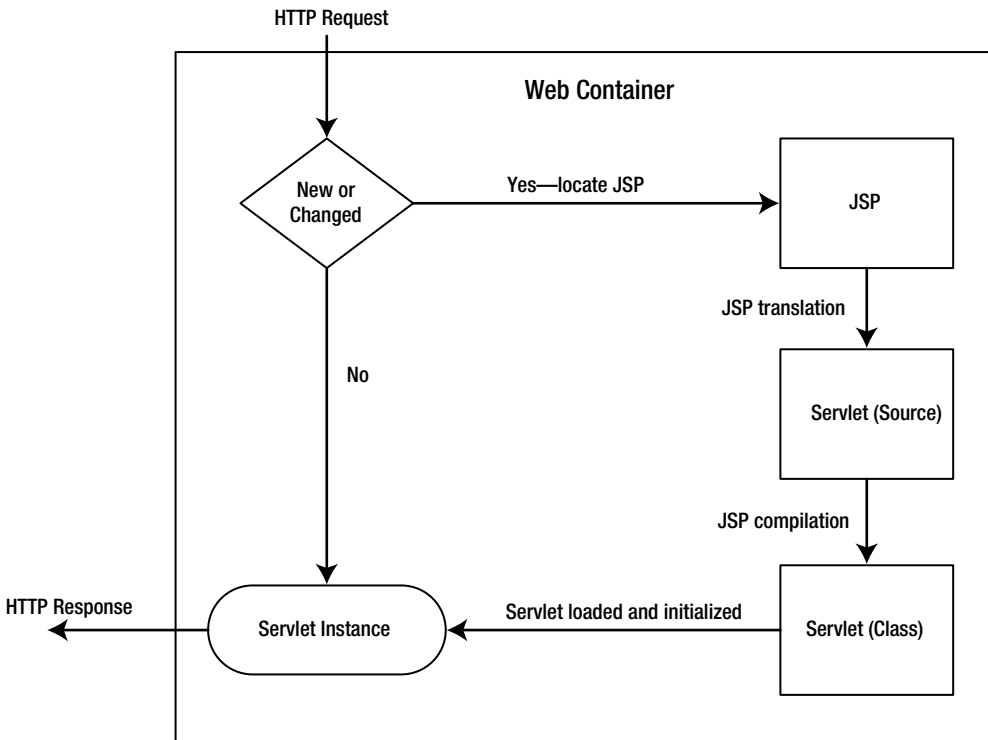 HTTP Request
Web Container
New or
Changed
Yes—locate JSP
JSP
JSP translation
No
Servlet (Source)
JSP compilation
HTTP Response
Servlet Instance
Servlet loaded and initialized
Servlet (Class)